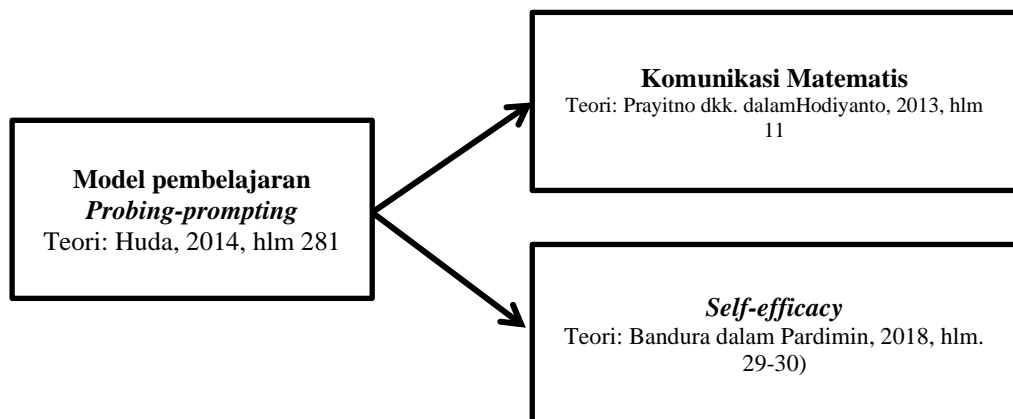 Model pembelajaran
Probing-prompting
Teori: Huda, 2014, hlm 281
Komunikasi Matematis
Teori: Prayitno dkk. dalamHodiyanto, 2013, hlm
11
Self-efficacy
Teori: Bandura dalam Pardimin, 2018, hlm.
29-30)